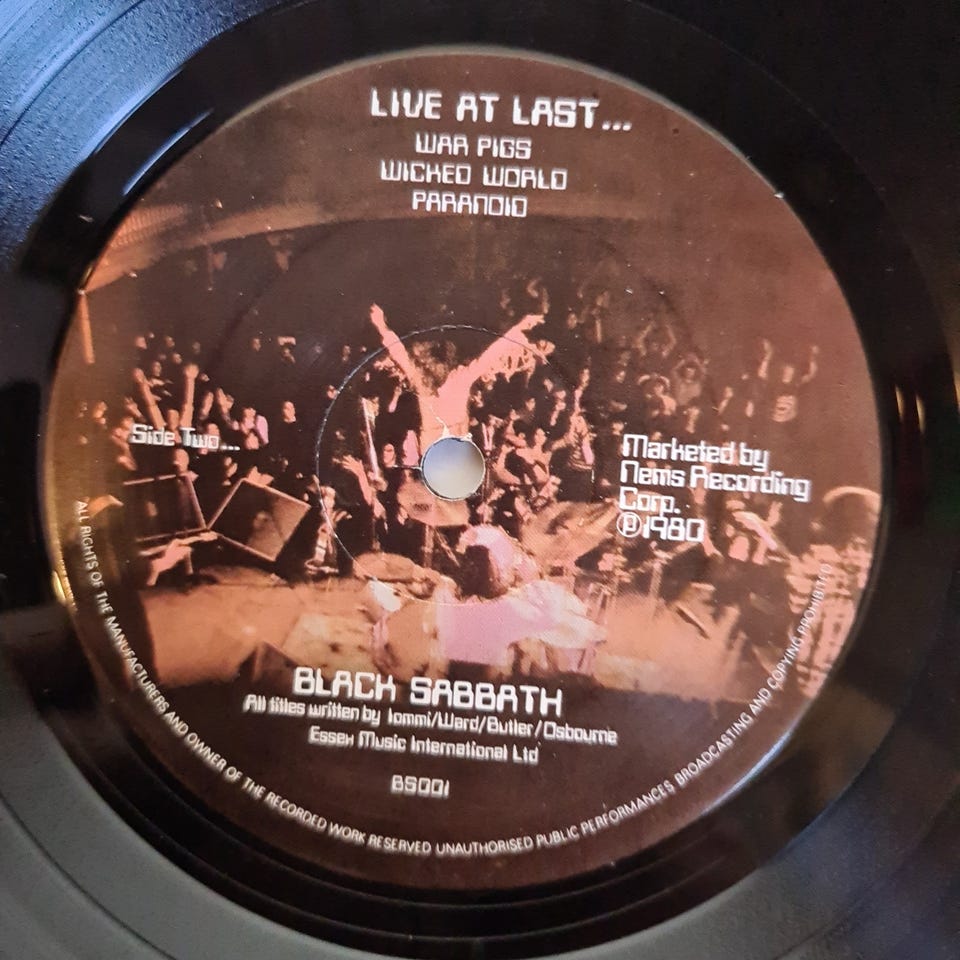 LIVE AT LAST...
WAR PIGS
WICKED WORLD
PARANOID
Side Two...
Marketed by
Nems Recording
Corp.
℗1980
BLACK SABBATH
All titles written by Iommi/Ward/Butler/Osbourne
Essex Music International Ltd
BS001
ALL RIGHTS OF THE MANUFACTURERS AND OWNER OF THE RECORDED WORK RESERVED UNAUTHORISED PUBLIC PERFORMANCES BROADCASTING AND COPYING PROHIBITED